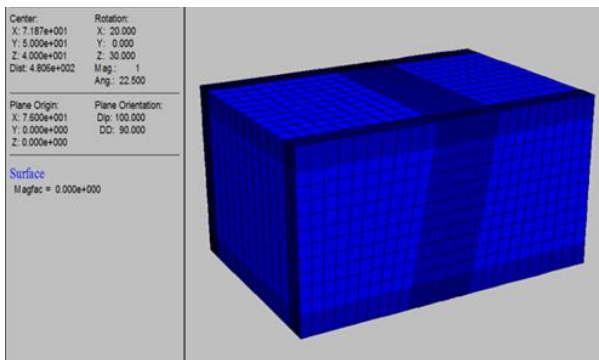 Center:
X: 7.187e+001
Y: 5.000e+001
Z: 4.000e+001
Dist: 4.806e+002
Rotation:
X: 20.000
Y: 0.000
Z: 30.000
Mag.: 1
Ang.: 22.500
Plane Origin:
X: 7.600e+001
Y: 0.000e+000
Z: 0.000e+000
Plane Orientation:
Dip: 100.000
DD: 90.000
Surface
Magfac = 0.000e+000